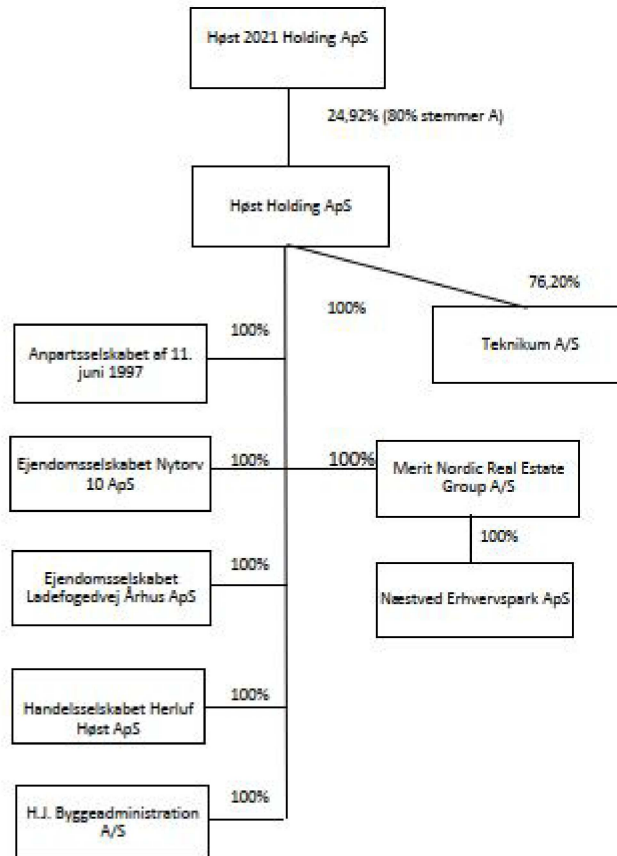 Høst 2021 Holding ApS
24,92% (80% stemmer A)
Høst Holding ApS
76,20%
100%
100%
Teknikum A/S
Anpartsselskabet af 11.
juni 1997
Ejendomsselskabet Nytorv
10 ApS
100%
100%
Merit Nordic Real Estate
Group A/S
100%
Ejendomsselskabet
Ladefogedvej Århus ApS
100%
Næstved Erhvervspark ApS
100%
Handelsselskabet Herluf
Høst ApS
100%
H.J. Byggeadministration
A/S